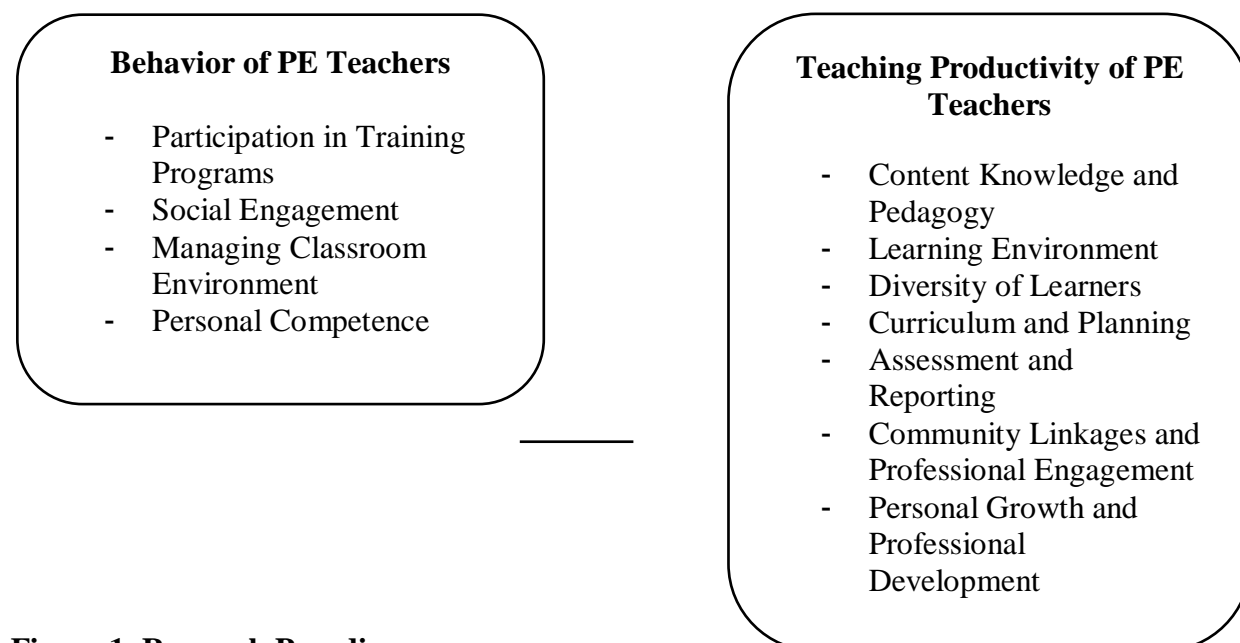 Behavior of PE Teachers
- Participation in Training
Programs
- Social Engagement
- Managing Classroom
Environment
- Personal Competence
Teaching Productivity of PE
Teachers
- Content Knowledge and
Pedagogy
- Learning Environment
- Diversity of Learners
- Curriculum and Planning
- Assessment and
Reporting
- Community Linkages and
Professional Engagement
- Personal Growth and
Professional
Development